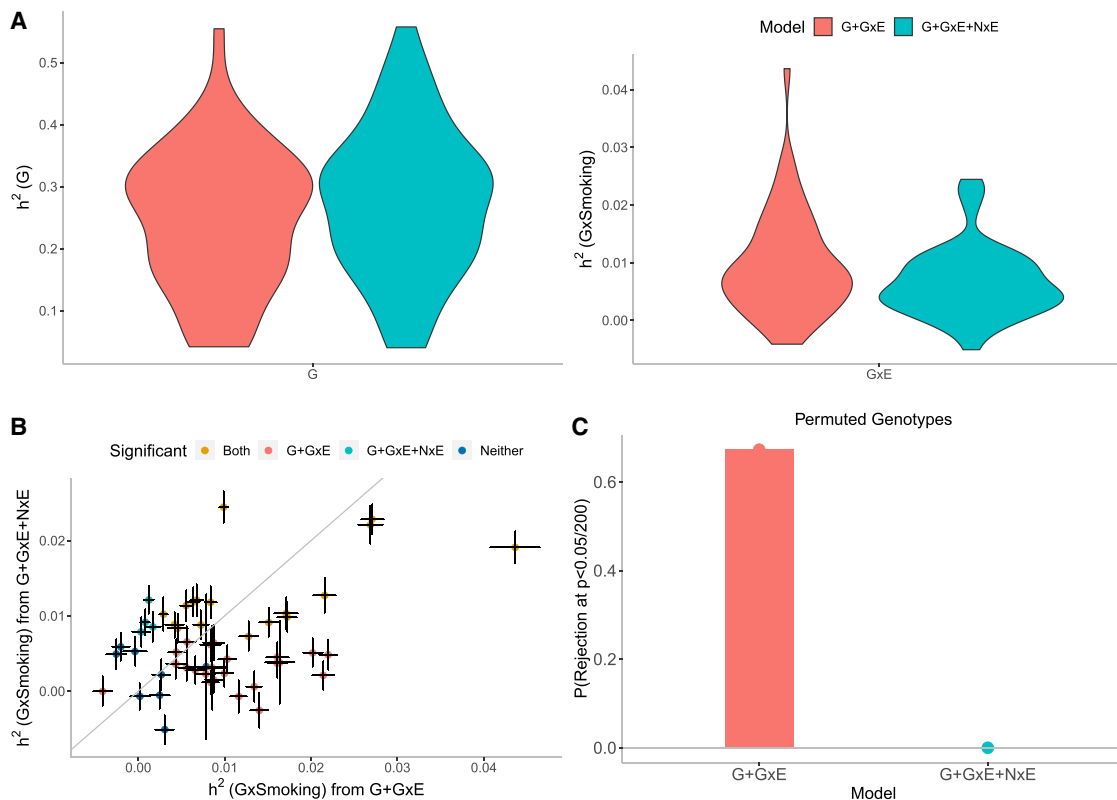 A
Model G+GxE G+GxE+NxE
h² (G)
0.5
0.4
0.3
0.2
0.1
G
h² (GxSmoking)
0.04
0.03
0.02
0.01
0.00
GxE
B
Significant Both G+GxE G+GxE+NxE Neither
h² (GxSmoking) from G+GxE+NxE
0.02
0.01
0.00
0.00 0.01 0.02 0.03 0.04
h² (GxSmoking) from G+GxE
C
Permuted Genotypes
P(Rejection at p<0.05/200)
0.6
0.4
0.2
0.0
G+GxE G+GxE+NxE
Model